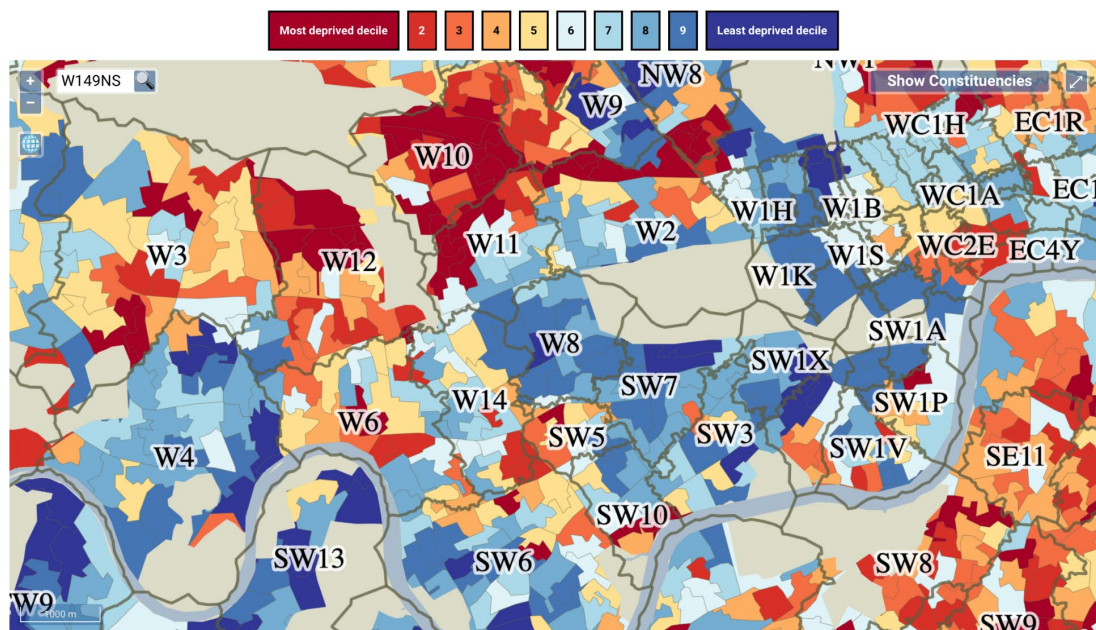 Most deprived decile 2 3 4 5 6 7 8 9 Least deprived decile
+ W149NS Show Constituencies
−
NW8
W9
WC1H EC1R
W10
W1H W1B WC1A
W11 W2
W3 W12 W1K W1S WC2E EC4Y
W8 SW7 SW1X SW1A
W14 SW1P
W6 SW5 SW3 SW1V
W4 SE11
SW10
SW13 SW6 SW8
1000 m
SW9